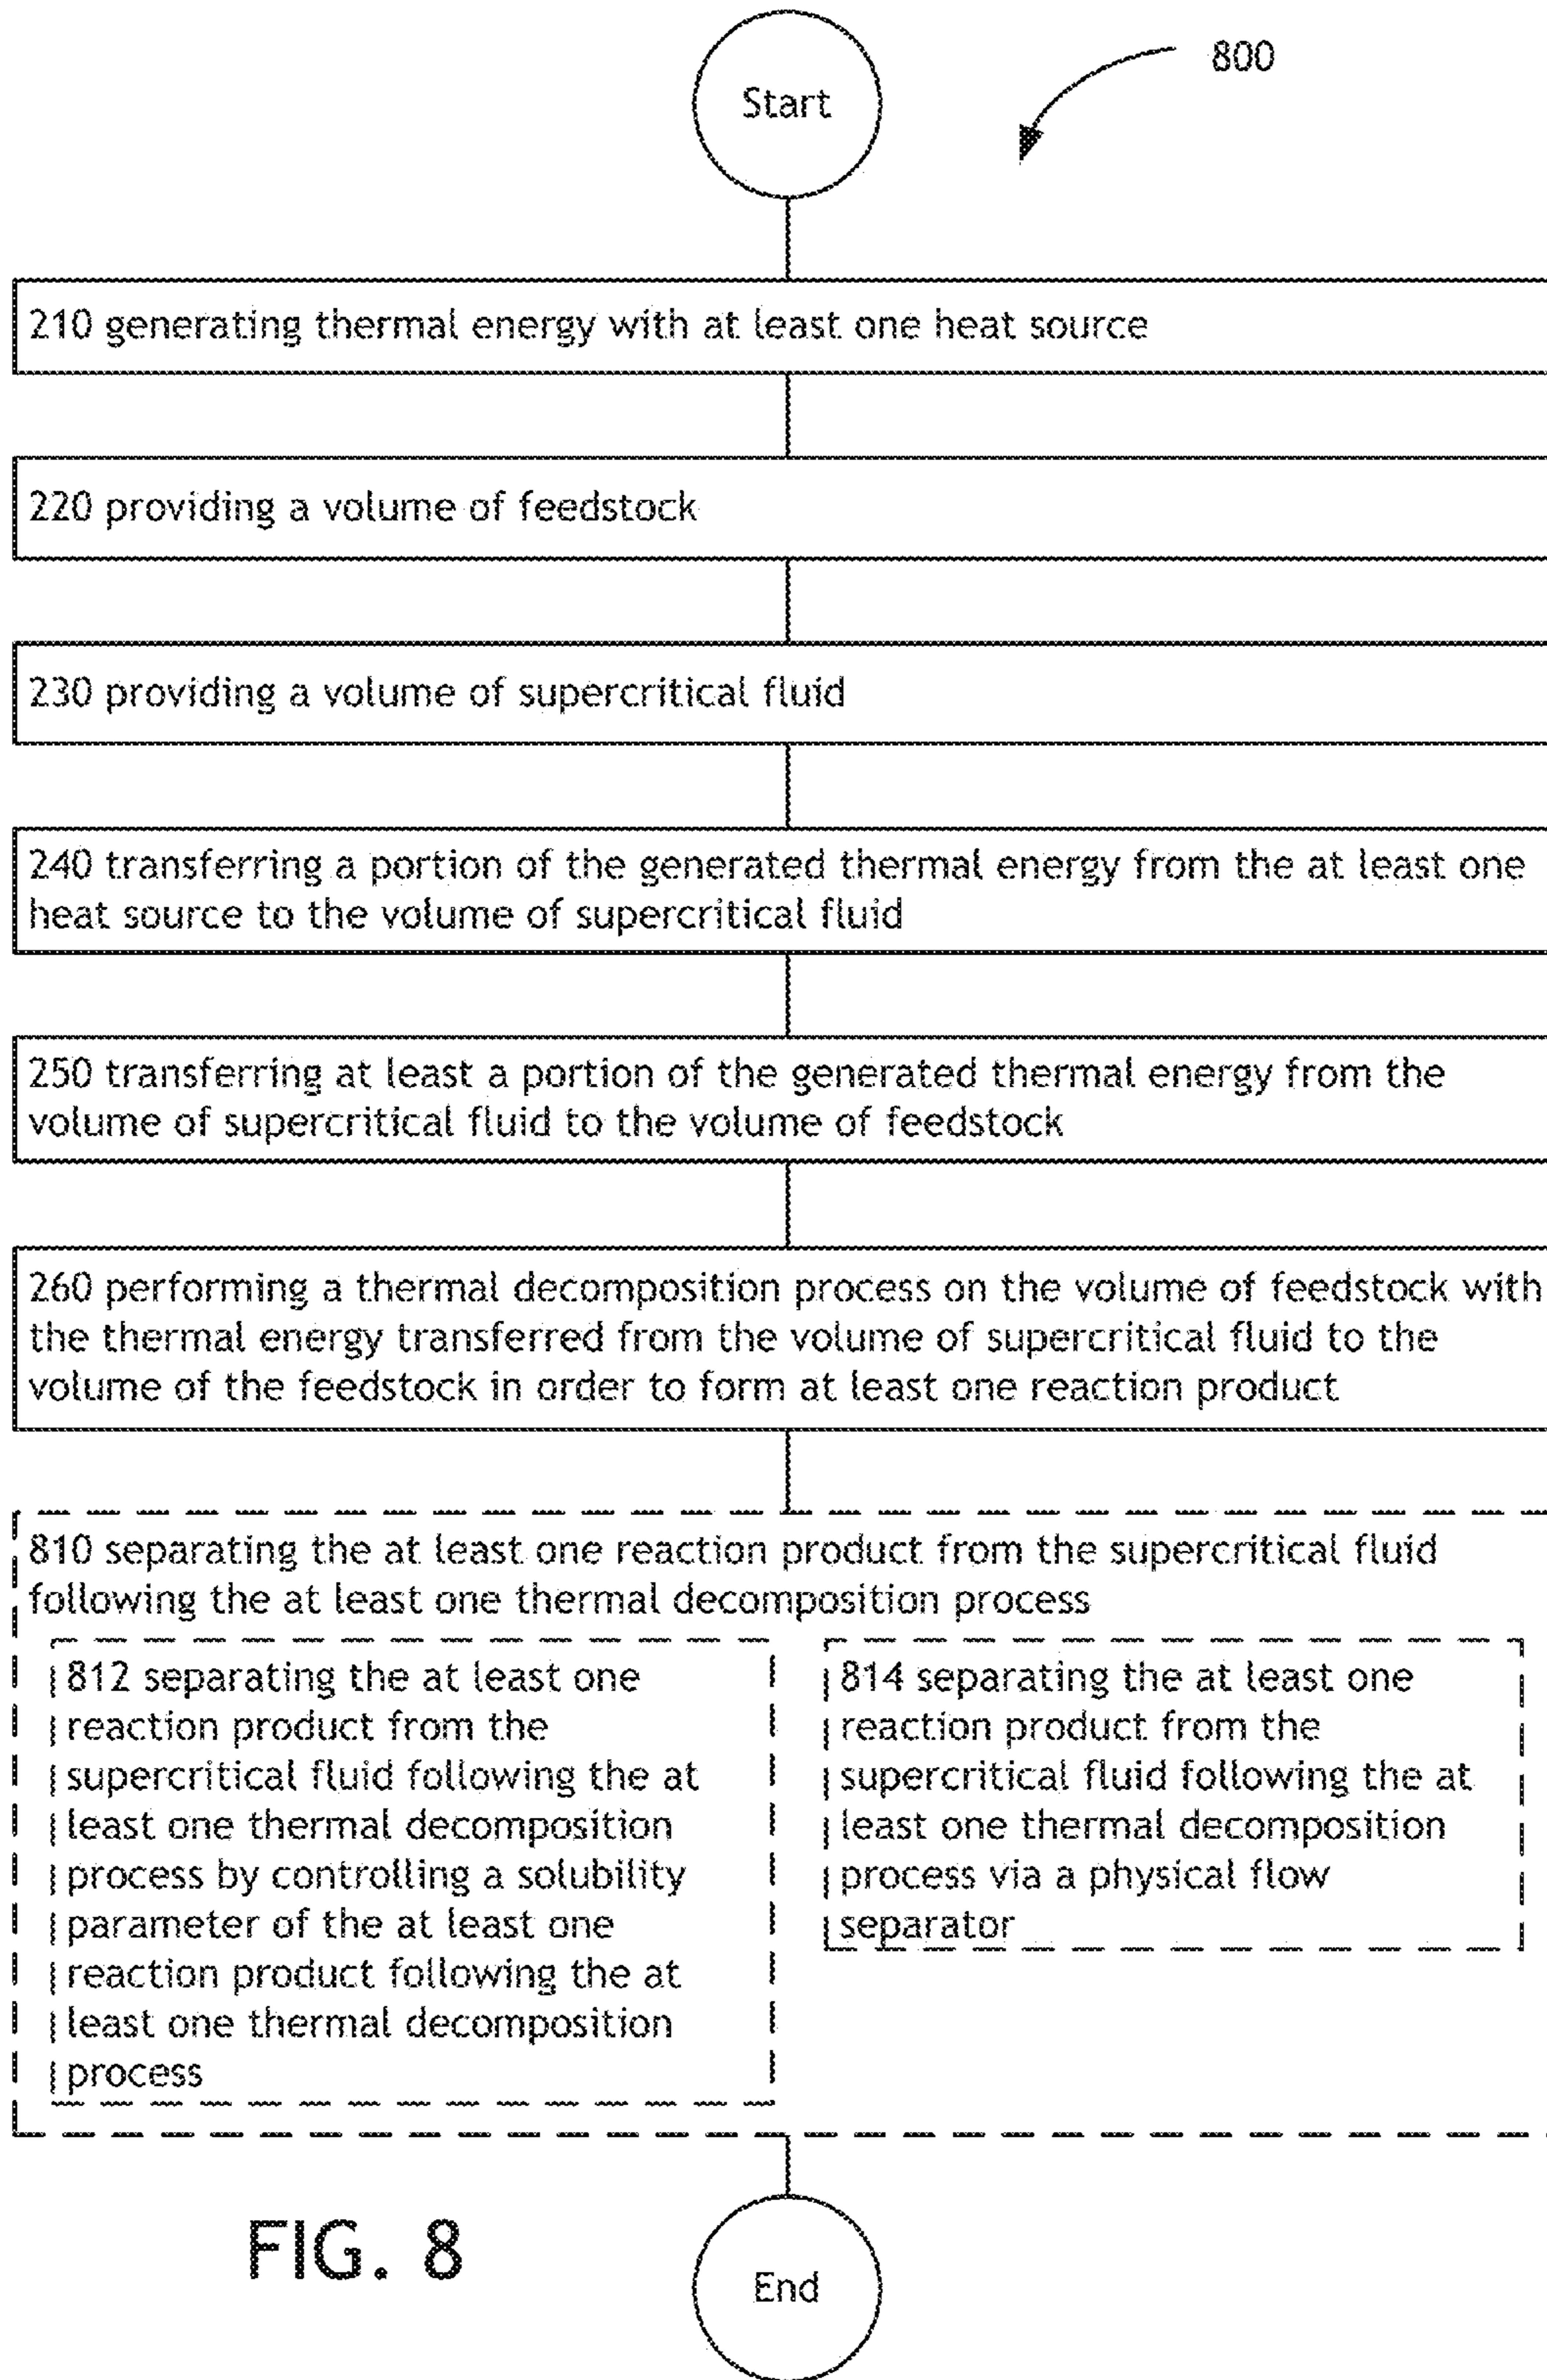 Start
800
210 generating thermal energy with at least one heat source
220 providing a volume of feedstock
230 providing a volume of supercritical fluid
240 transferring a portion of the generated thermal energy from the at least one
heat source to the volume of supercritical fluid
250 transferring at least a portion of the generated thermal energy from the
volume of supercritical fluid to the volume of feedstock
260 performing a thermal decomposition process on the volume of feedstock with
the thermal energy transferred from the volume of supercritical fluid to the
volume of the feedstock in order to form at least one reaction product
810 separating the at least one reaction product from the supercritical fluid
following the at least one thermal decomposition process
812 separating the at least one
reaction product from the
supercritical fluid following the at
least one thermal decomposition
process by controlling a solubility
parameter of the at least one
reaction product following the at
least one thermal decomposition
process
814 separating the at least one
reaction product from the
supercritical fluid following the at
least one thermal decomposition
process via a physical flow
separator
FIG. 8
End